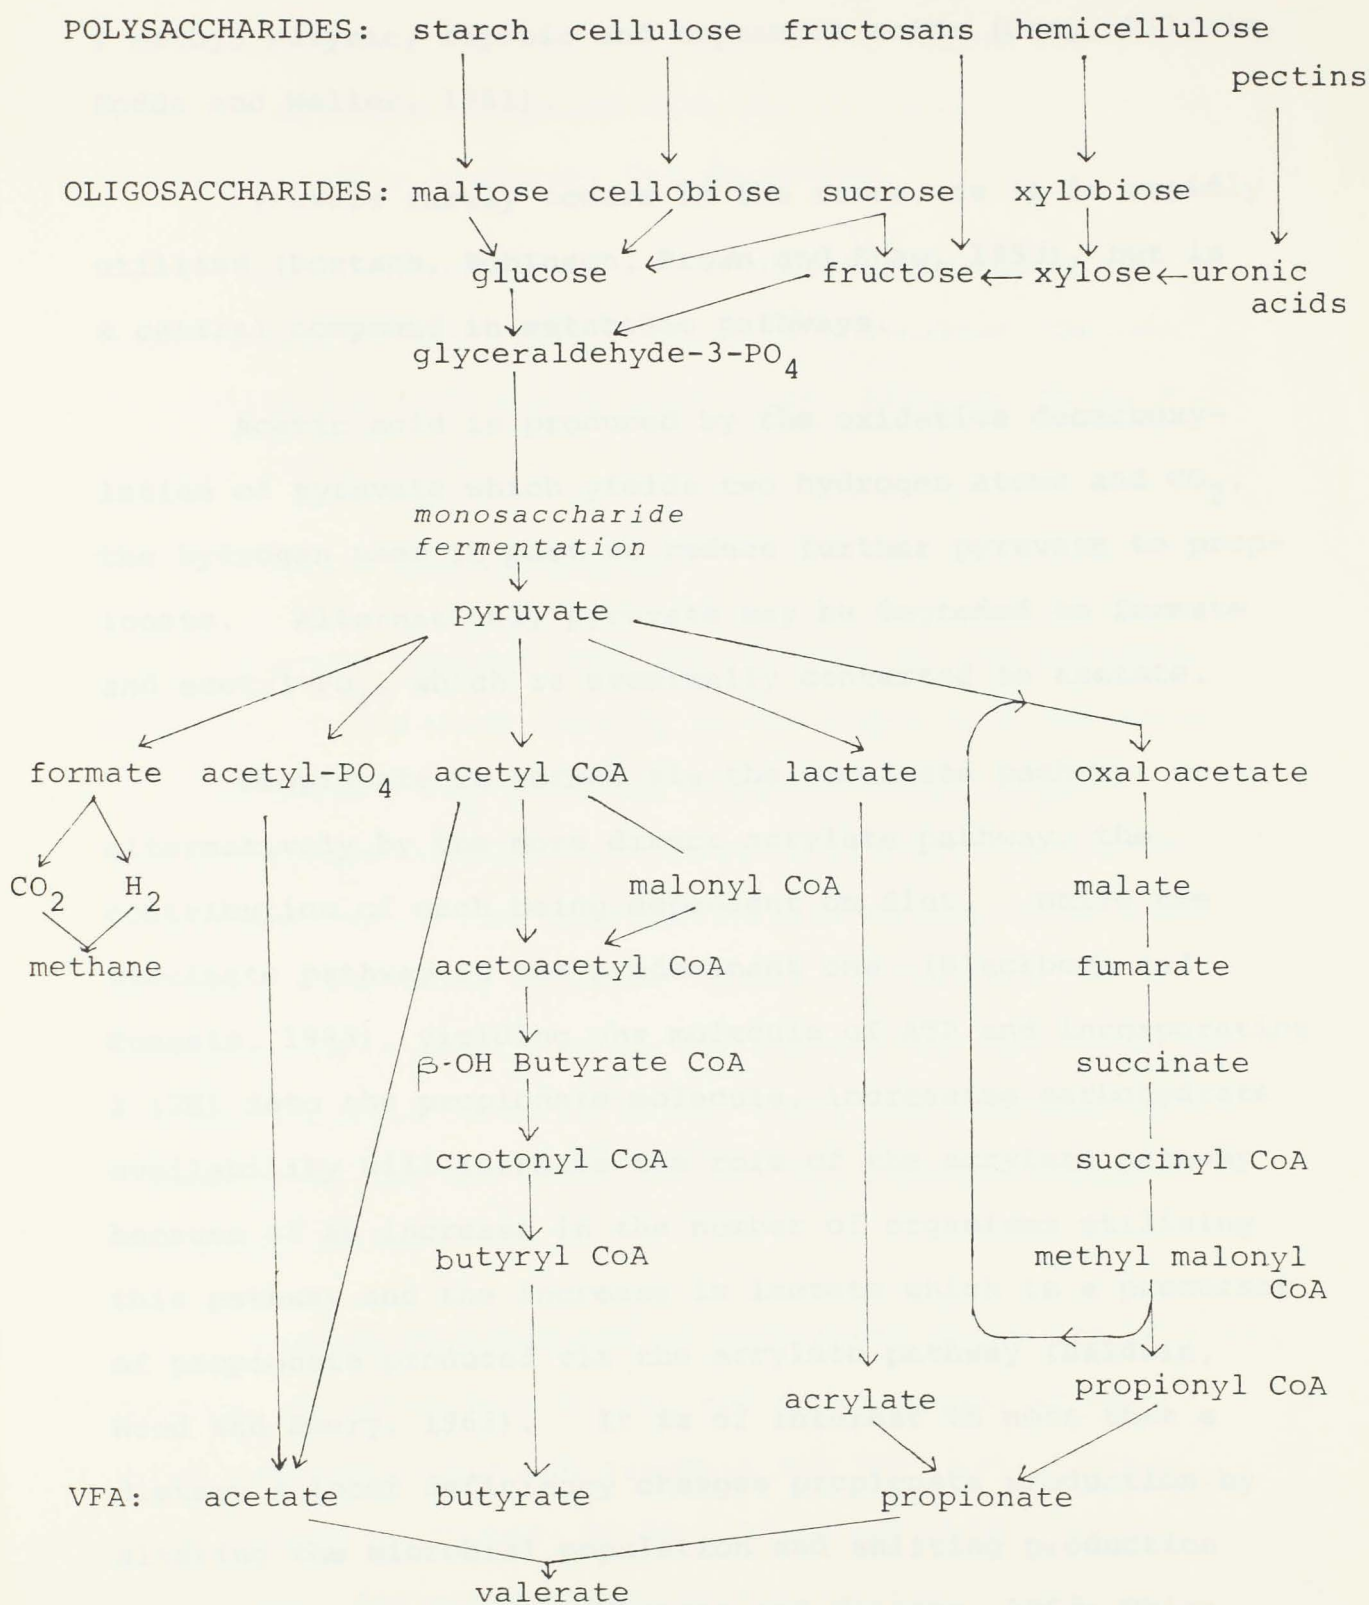 POLYSACCHARIDES: starch cellulose fructosans hemicellulose
pectins
OLIGOSACCHARIDES: maltose cellobiose sucrose xylobiose
glucose fructose xylose uronic
acids
glyceraldehyde-3-PO4
monosaccharide
fermentation
pyruvate
formate acetyl-PO4 acetyl CoA lactate oxaloacetate
CO2 H2 malonyl CoA malate
methane acetoacetyl CoA fumarate
β-OH Butyrate CoA succinate
crotonyl CoA succinyl CoA
butyryl CoA methyl malonyl
CoA
acrylate propionyl CoA
VFA: acetate butyrate propionate
valerate